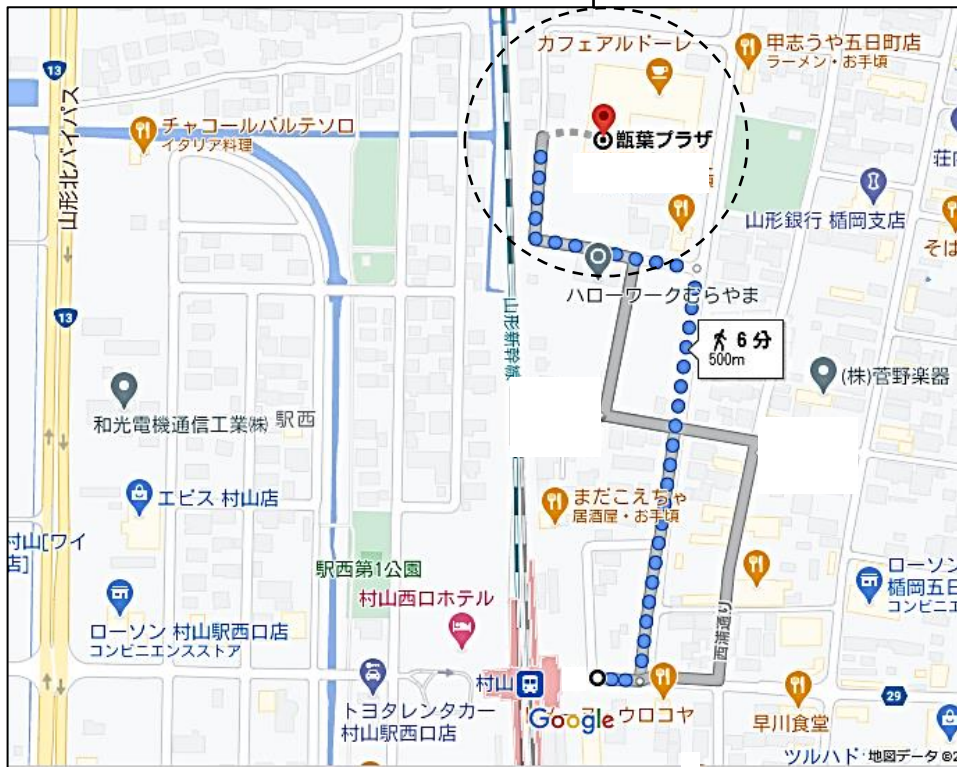 カフェアルドーレ
甲志うや五日町店
ラーメン・お手頃
13
山形北バイパス
チャコールバルテソロ
イタリア料理
甑葉プラザ
山形銀行 楯岡支店
そは
ハローワークむらやま
13
山形新幹線
6 分
500m
(株)菅野楽器
和光電機通信工業㈱
駅西
エビス 村山店
まだこえちゃ
居酒屋・お手頃
村山[ワイ
店]
駅西第1公園
村山西口ホテル
ローソン
楯岡五日
コンビニエ
ローソン 村山駅西口店
コンビニエンスストア
西浦通り
村山
29
トヨタレンタカー
村山駅西口店
Google
ウロコヤ
早川食堂
ツルハド
地図データ ©2